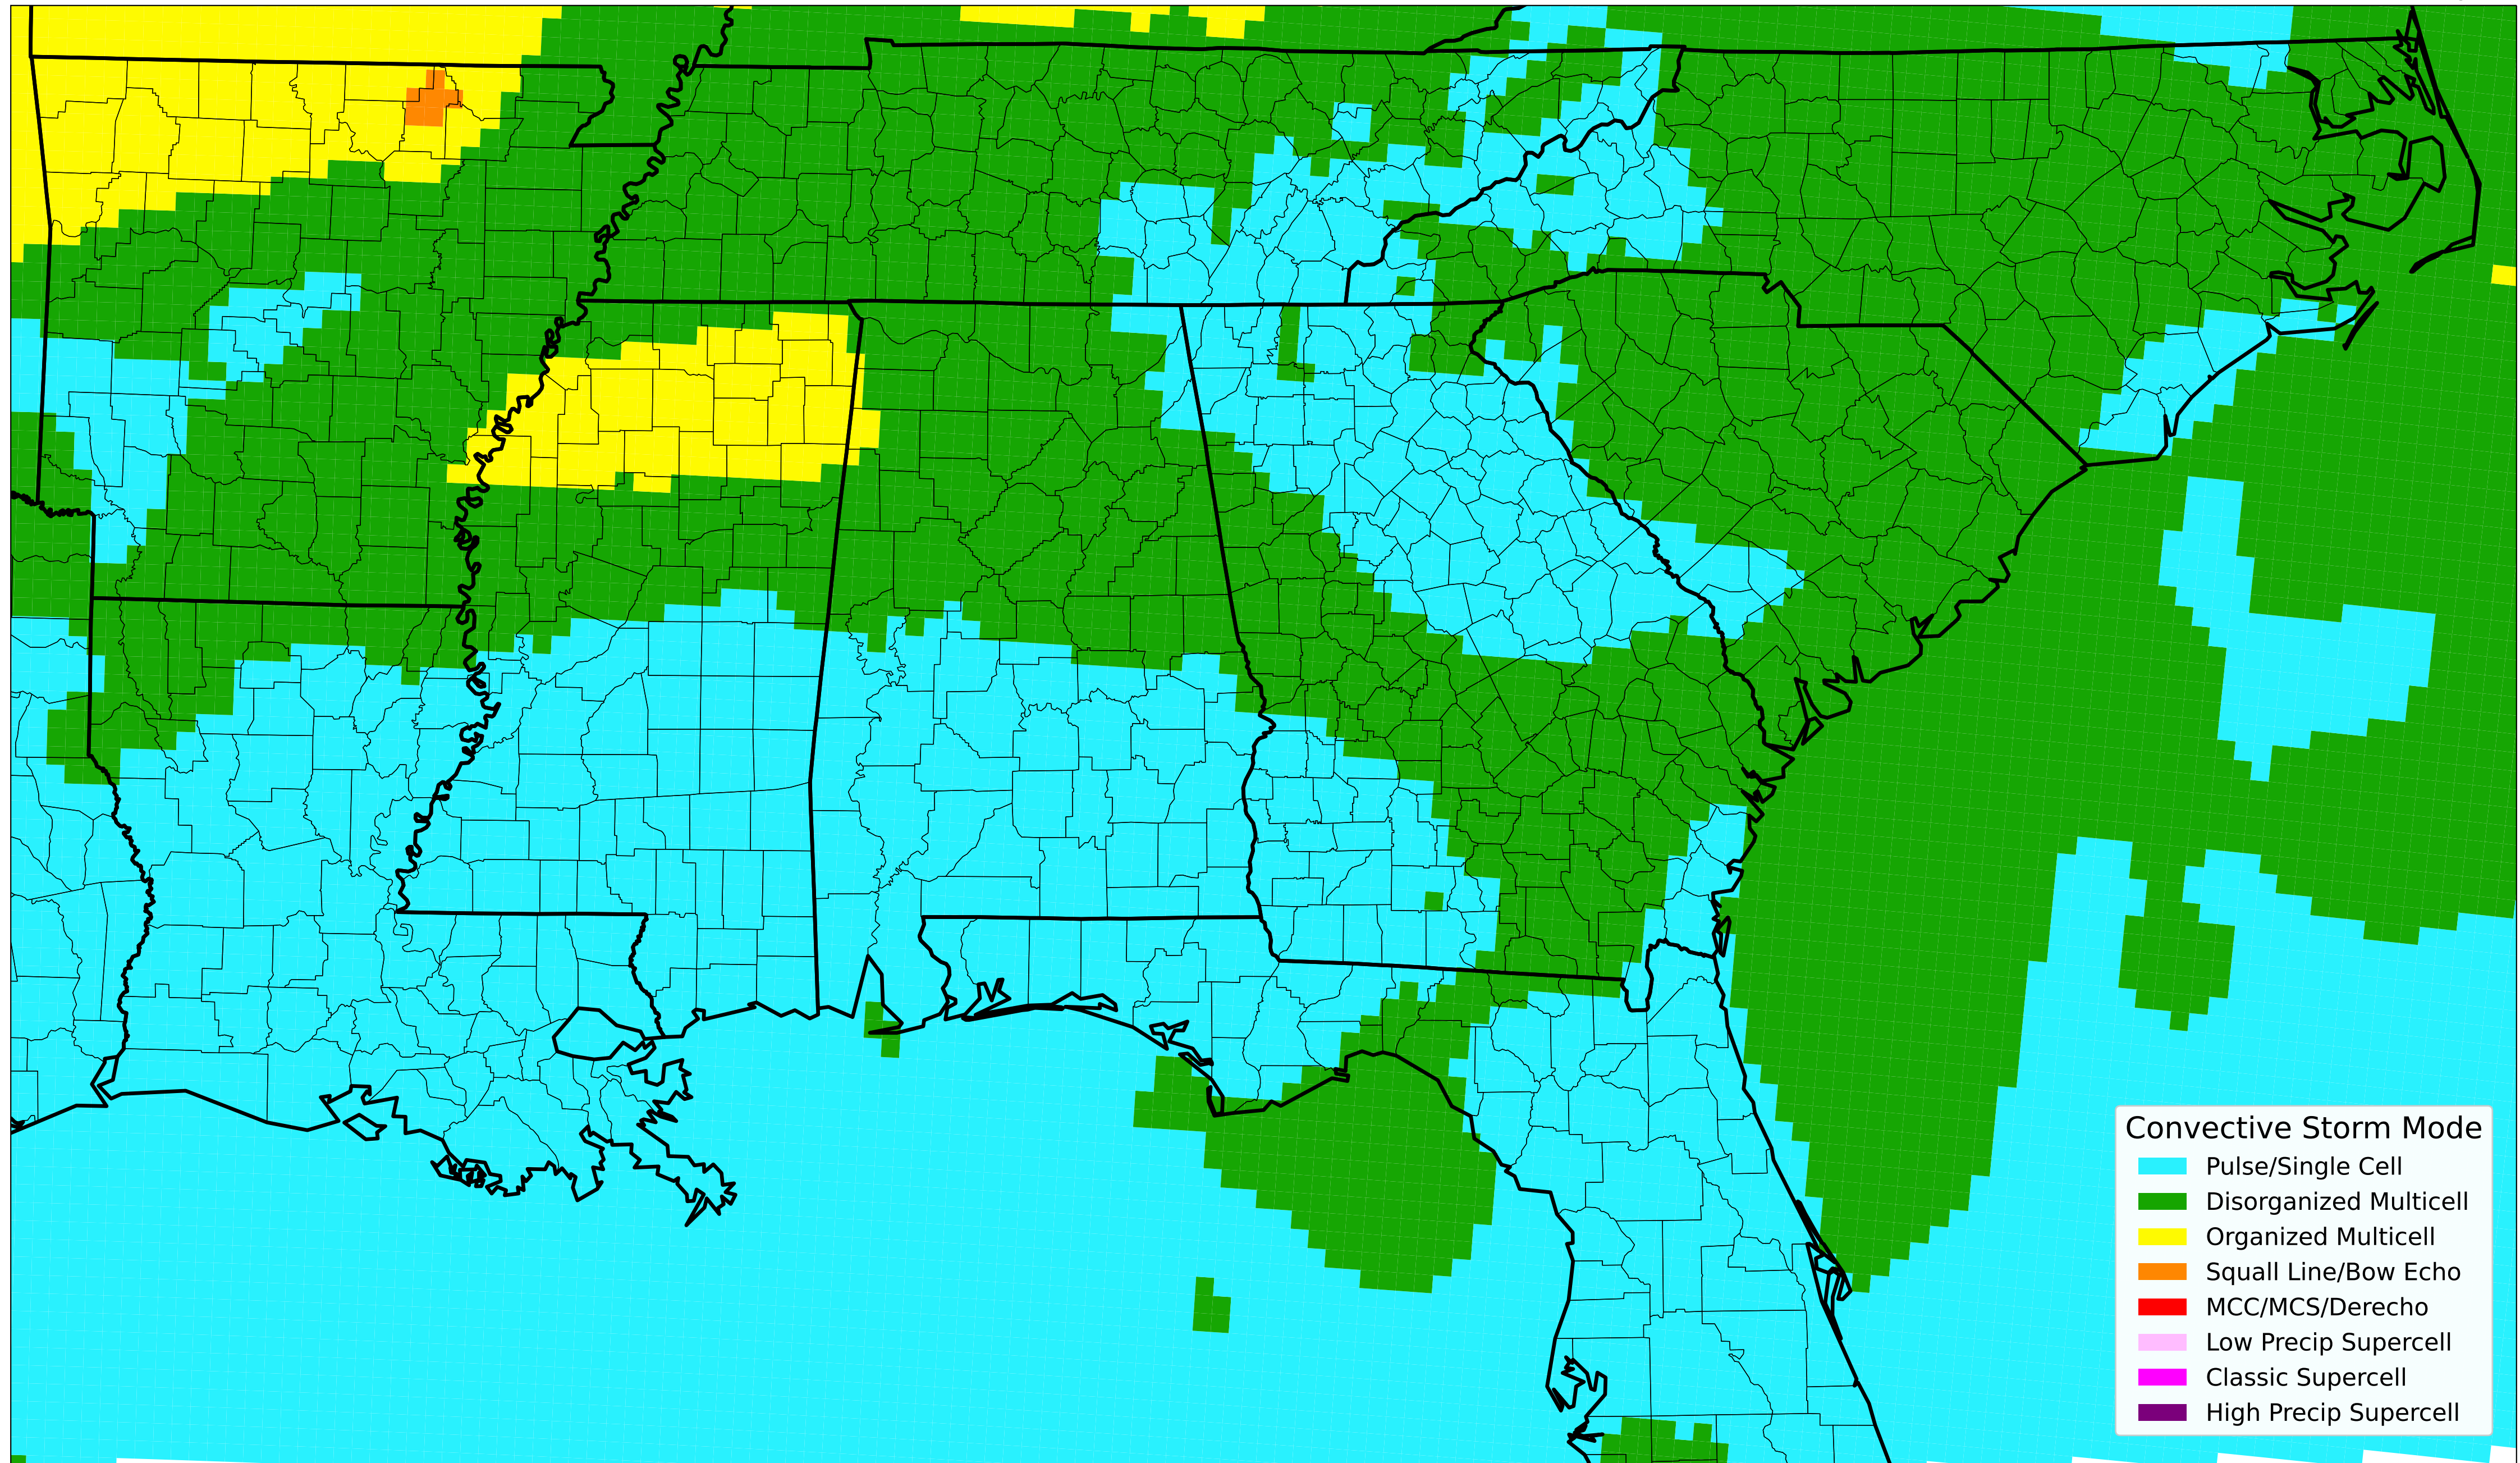 Convective Storm Mode
Pulse/Single Cell
Disorganized Multicell
Organized Multicell
Squall Line/Bow Echo
MCC/MCS/Derecho
Low Precip Supercell
Classic Supercell
High Precip Supercell